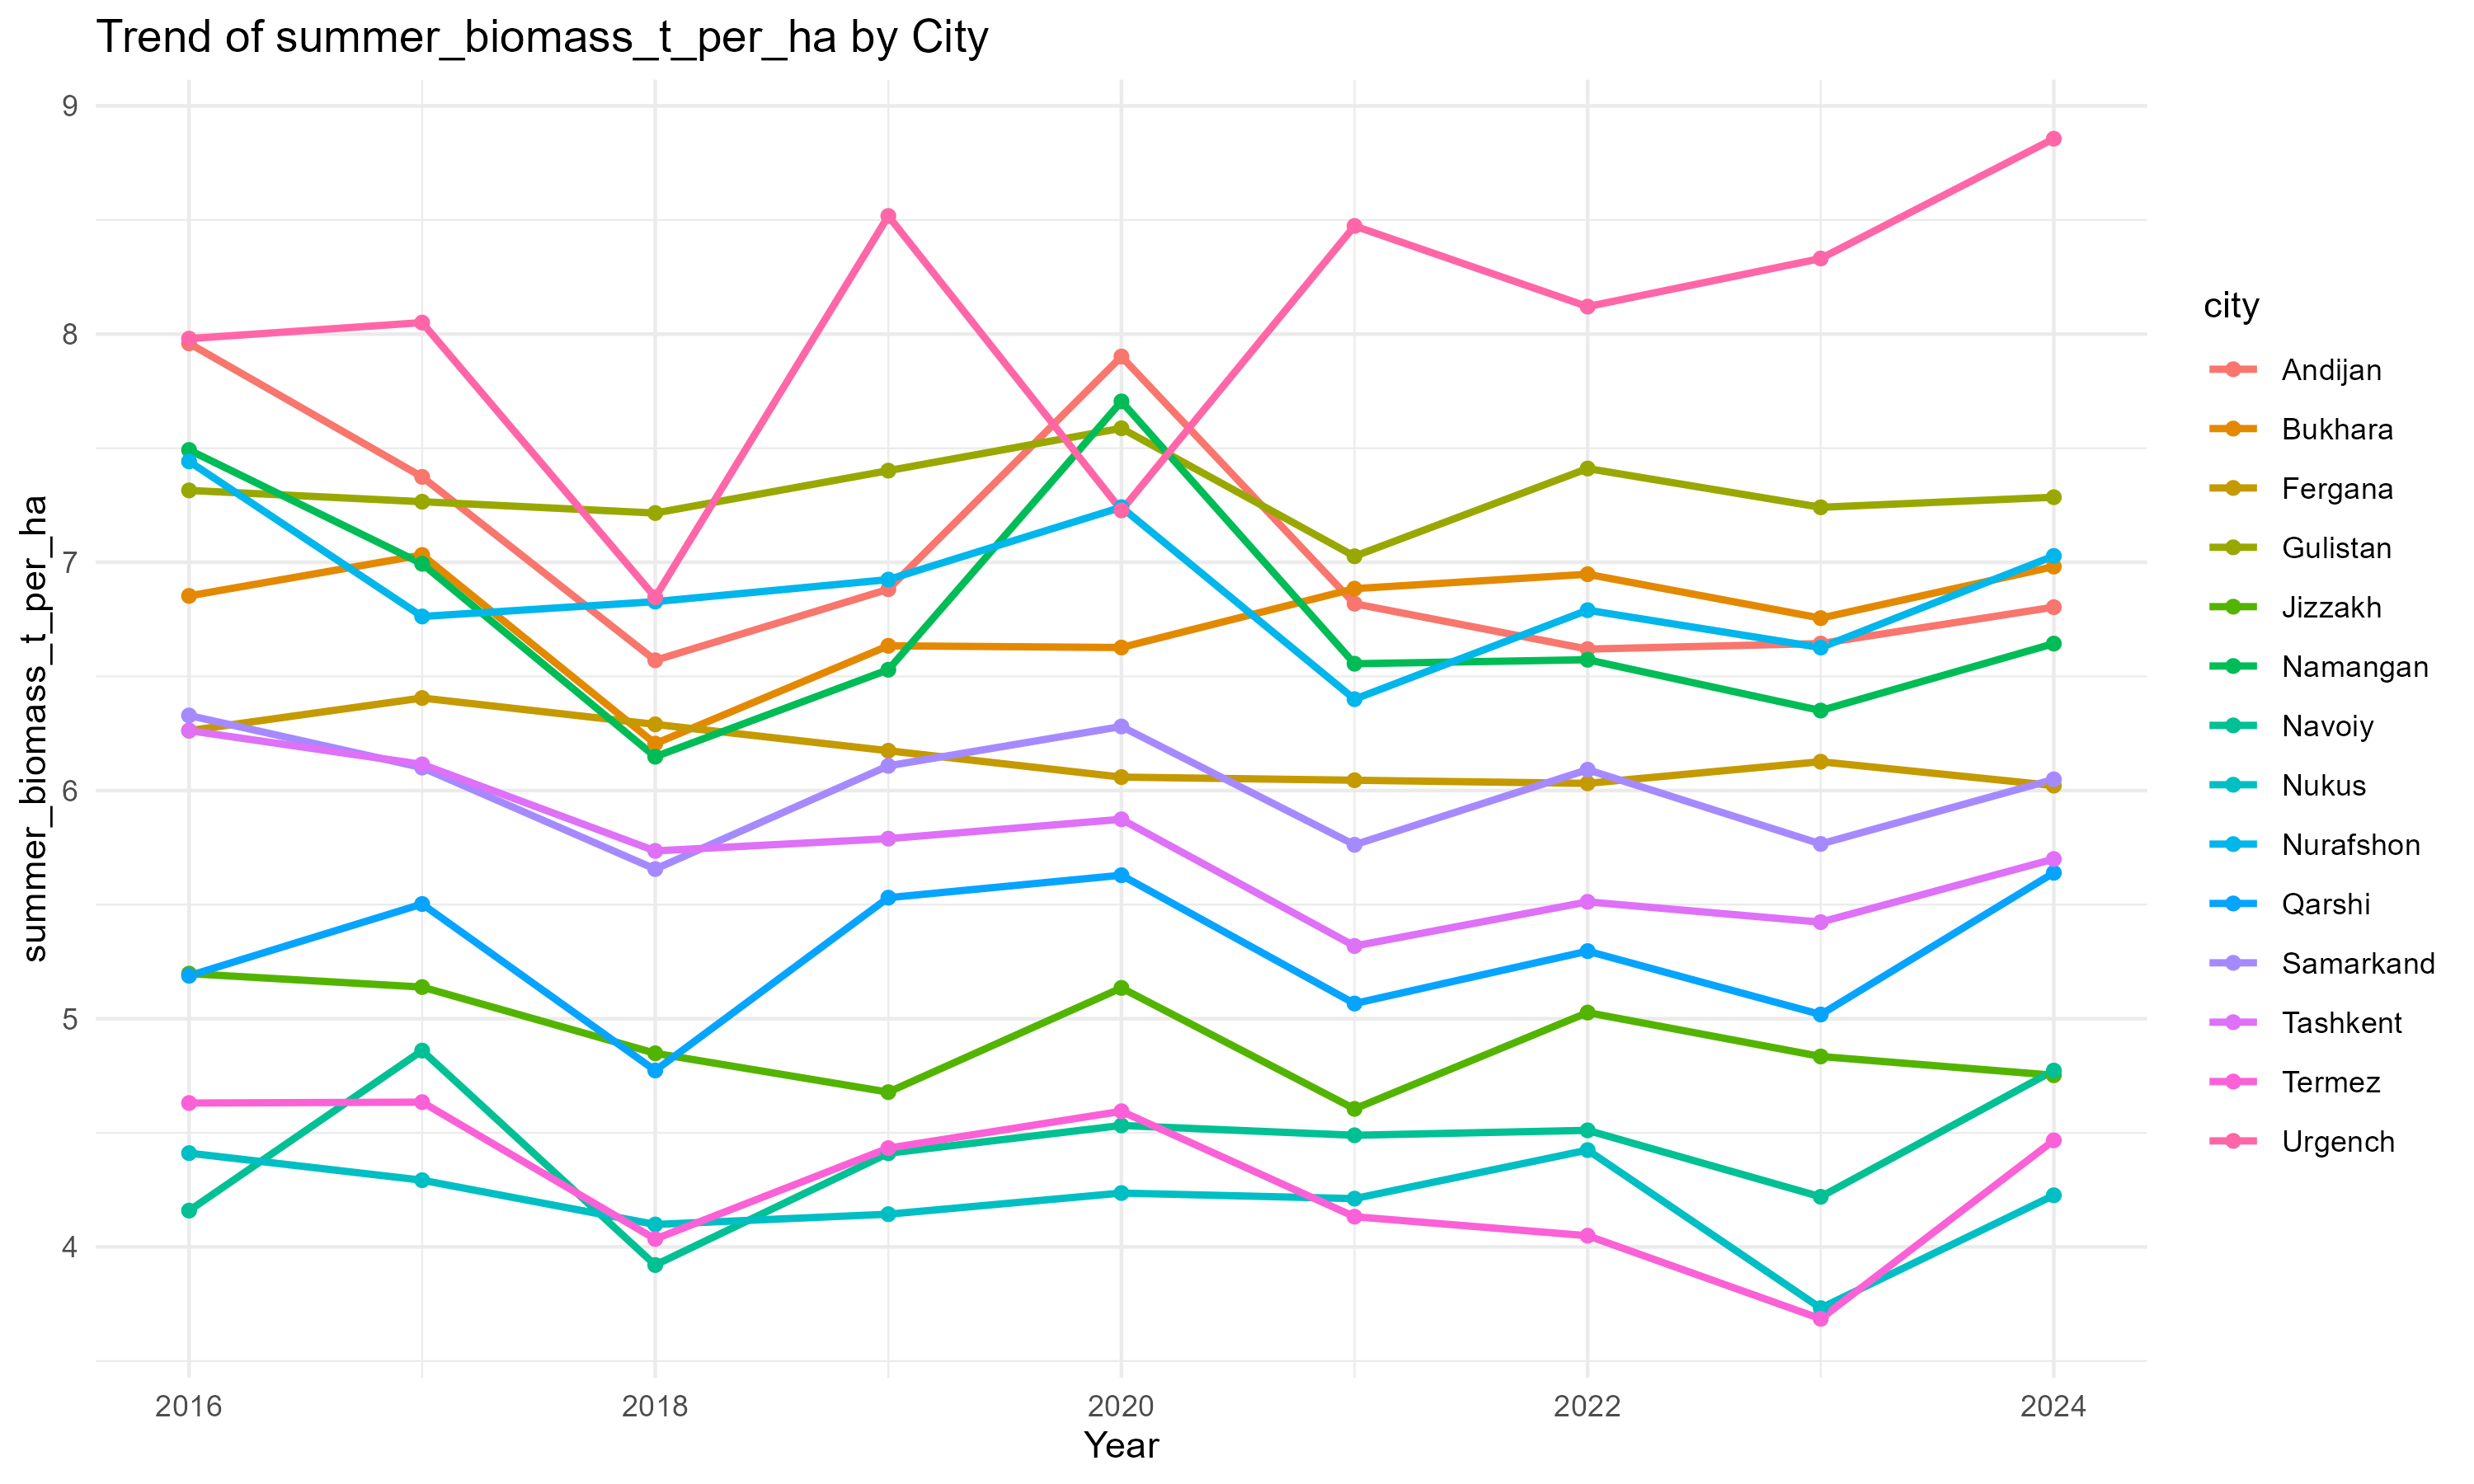 Trend of summer_biomass_t_per_ha by City
summer_biomass_t_per_ha
9
8
7
6
5
4
2016
2018
2020
2022
2024
Year
city
Andijan
Bukhara
Fergana
Gulistan
Jizzakh
Namangan
Navoiy
Nukus
Nurafshon
Qarshi
Samarkand
Tashkent
Termez
Urgench